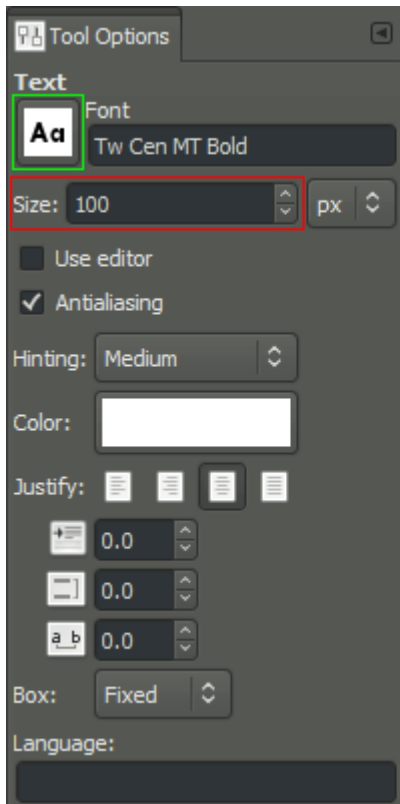 Tool Options
Text
Font
Aa
Tw Cen MT Bold
Size: 100 px
Use editor
Antialiasing
Hinting: Medium
Color:
Justify:
0.0
0.0
a b 0.0
Box: Fixed
Language: